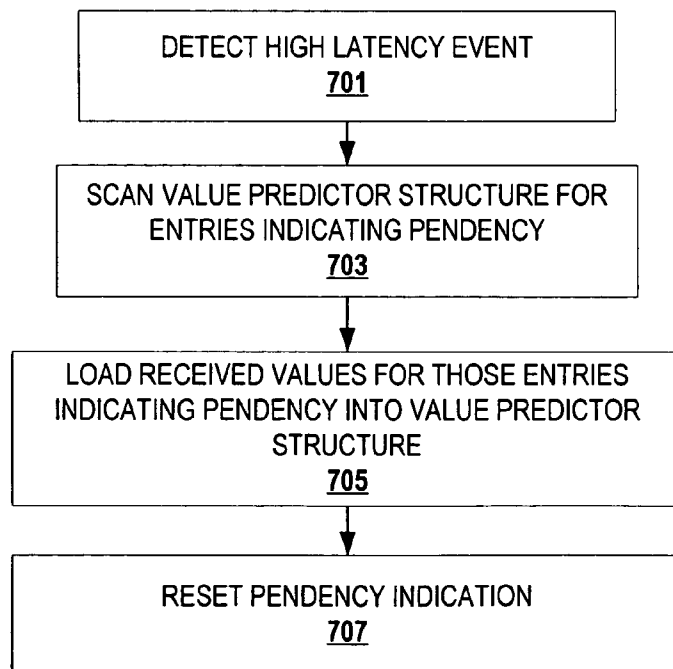 DETECT HIGH LATENCY EVENT
701
SCAN VALUE PREDICTOR STRUCTURE FOR
ENTRIES INDICATING PENDENCY
703
LOAD RECEIVED VALUES FOR THOSE ENTRIES
INDICATING PENDENCY INTO VALUE PREDICTOR
STRUCTURE
705
RESET PENDENCY INDICATION
707